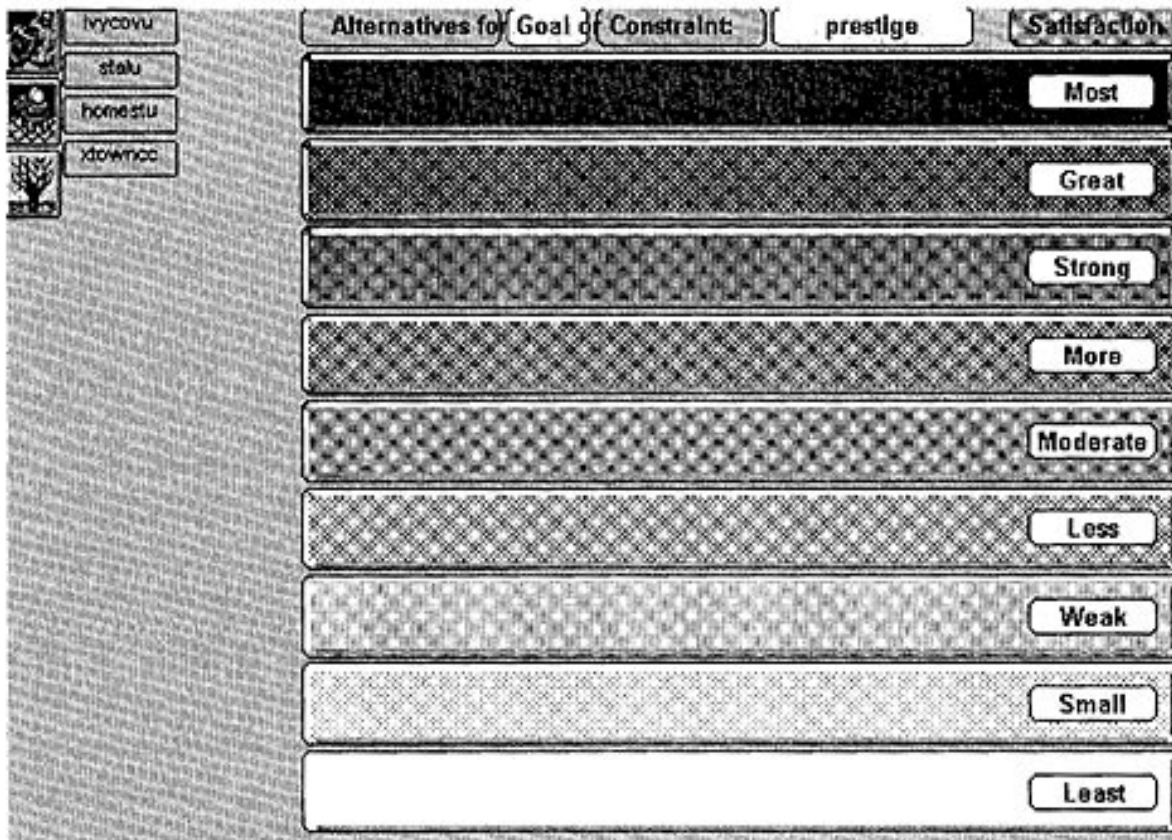 ivycovu
stalu
homestu
xtowncc
Alternatives for Goal or Constraint: prestige Satisfaction
Most
Great
Strong
More
Moderate
Less
Weak
Small
Least